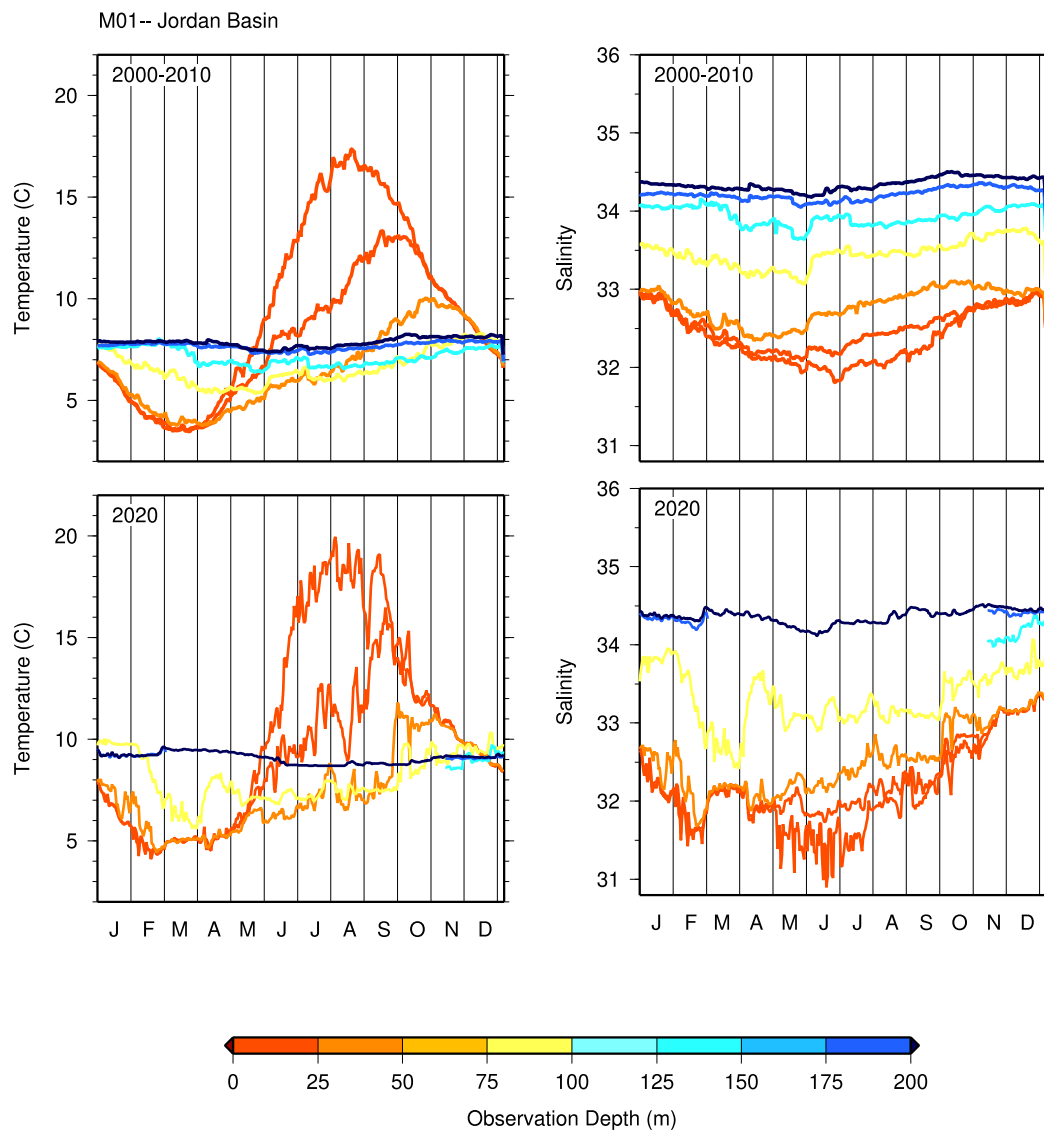 M01-- Jordan Basin
2000-2010
20
15
10
5
Temperature (C)
2000-2010
36
35
34
33
32
31
Salinity
2020
20
15
10
5
Temperature (C)
J F M A M J J A S O N D
2020
36
35
34
33
32
31
Salinity
J F M A M J J A S O N D
0 25 50 75 100 125 150 175 200
Observation Depth (m)